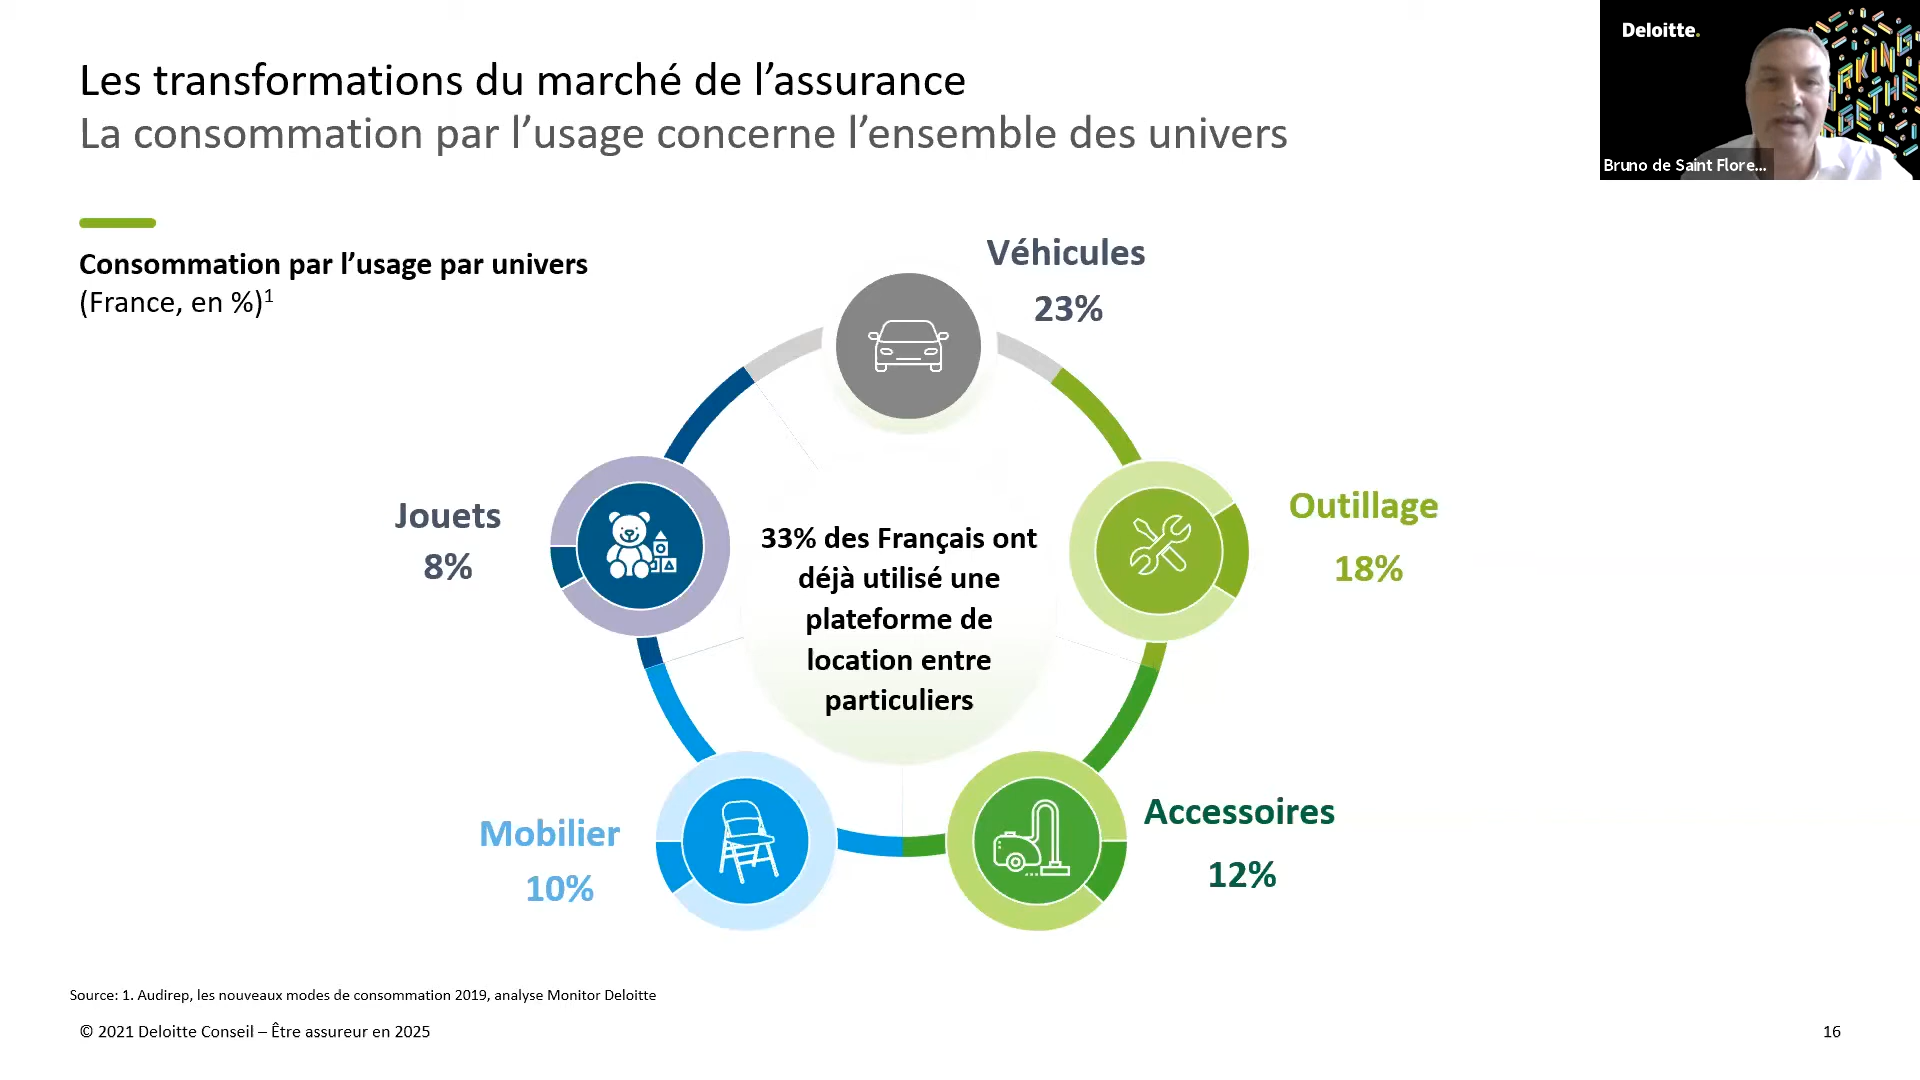 Les transformations du marché de l’assurance
La consommation par l’usage concerne l’ensemble des univers
Deloitte.
RKING
GETHE
Bruno de Saint Flore...
Consommation par l’usage par univers
(France, en %)1
Véhicules
23%
Jouets
8%
33% des Français ont
déjà utilisé une
plateforme de
location entre
particuliers
Outillage
18%
Mobilier
10%
Accessoires
12%
Source: 1. Audirep, les nouveaux modes de consommation 2019, analyse Monitor Deloitte
© 2021 Deloitte Conseil – Être assureur en 2025
16